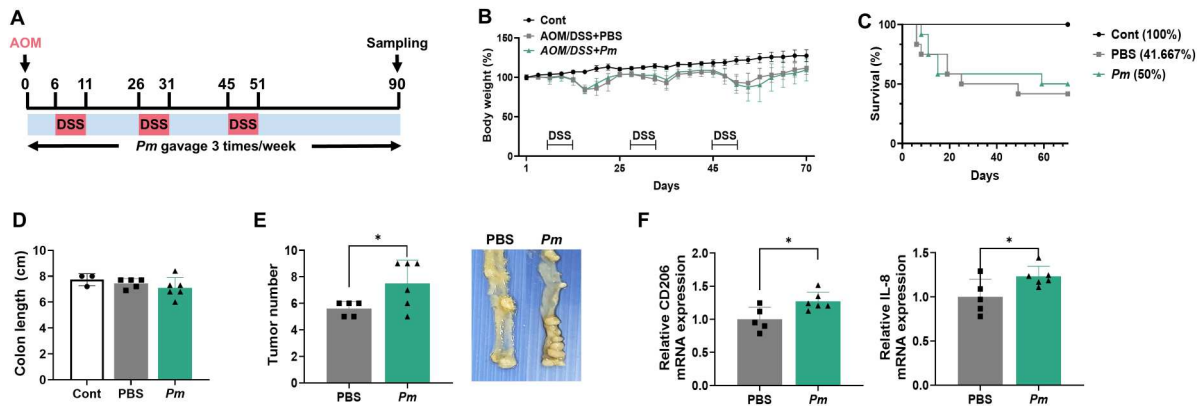 A
AOM
Sampling
0 6 11 26 31 45 51 90
DSS DSS DSS
Pm gavage 3 times/week
B
Cont
AOM/DSS+PBS
AOM/DSS+Pm
Body weight (%)
150
100
50
0
DSS DSS DSS
1 25 45 70
Days
C
Cont (100%)
PBS (41.667%)
Pm (50%)
Survival (%)
100%
50%
0%
0 20 40 60
Days
D
Colon length (cm)
10
8
6
4
2
0
Cont PBS Pm
E
Tumor number
10
8
6
4
2
0
*
PBS Pm
PBS Pm
F
Relative CD206
mRNA expression
2.0
1.5
1.0
0.5
0.0
*
PBS Pm
Relative IL-8
mRNA expression
1.5
1.0
0.5
0.0
*
PBS Pm